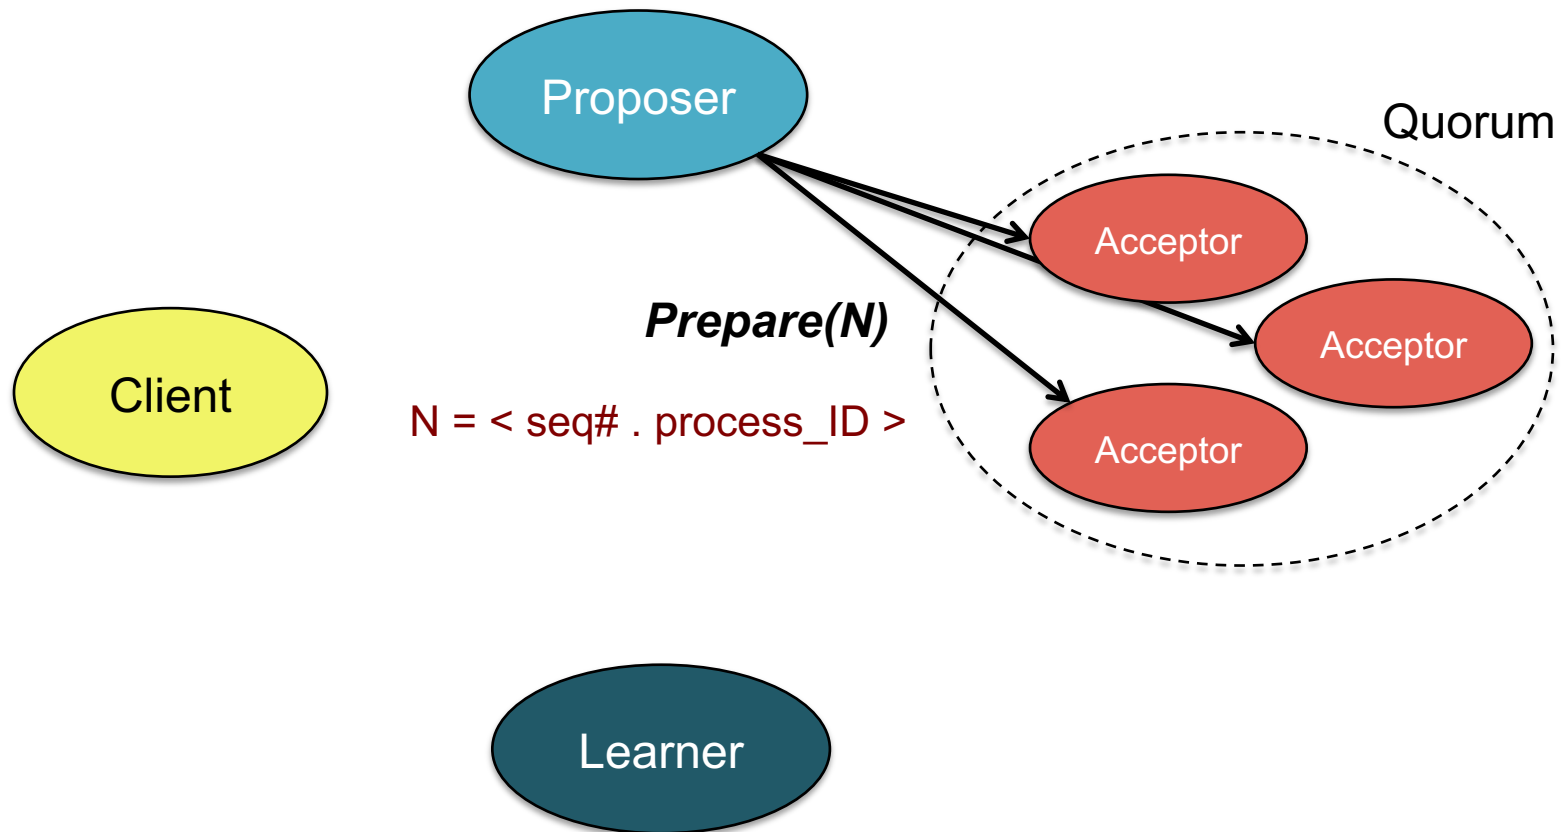 Proposer
Quorum
Acceptor
Prepare(N)
Acceptor
Client
N = < seq# . process_ID >
Acceptor
Learner